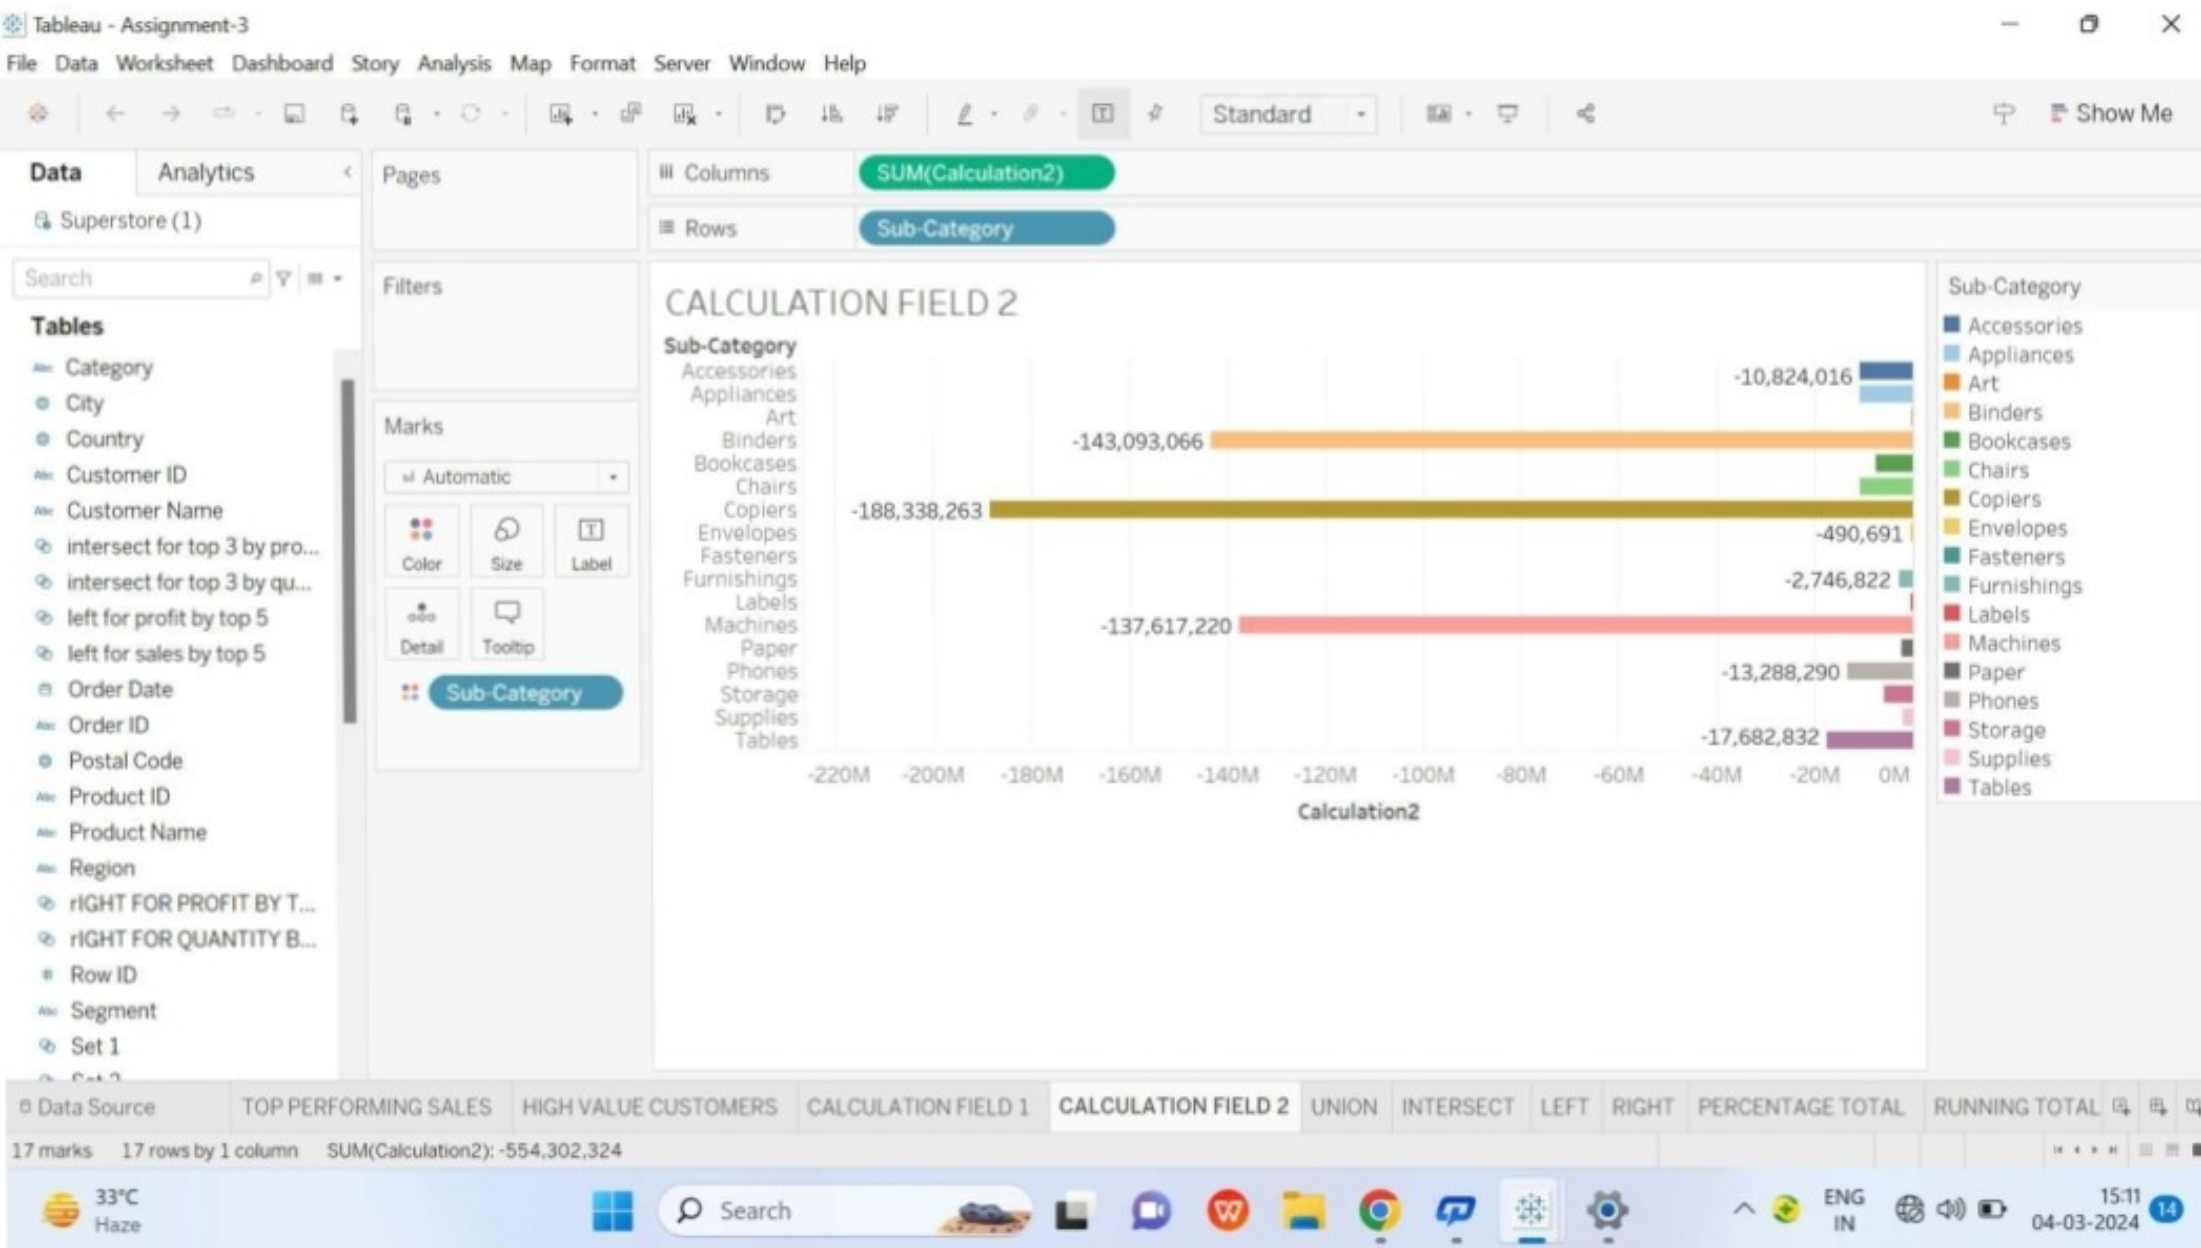 Tableau - Assignment-3
File Data Worksheet Dashboard Story Analysis Map Format Server Window Help
Standard
Show Me
Data Analytics
Superstore (1)
Search
Tables
Abc Category
City
Country
Abc Customer ID
Abc Customer Name
intersect for top 3 by pro...
intersect for top 3 by qu...
left for profit by top 5
left for sales by top 5
Order Date
Abc Order ID
Postal Code
Abc Product ID
Abc Product Name
Abc Region
rIGHT FOR PROFIT BY T...
rIGHT FOR QUANTITY B...
# Row ID
Abc Segment
Set 1
Pages
Filters
Marks
Automatic
Color Size Label
Detail Tooltip
Sub-Category
Columns SUM(Calculation2)
Rows Sub-Category
CALCULATION FIELD 2
Sub-Category
Accessories -10,824,016
Appliances
Art
Binders -143,093,066
Bookcases
Chairs
Copiers -188,338,263
Envelopes -490,691
Fasteners
Furnishings -2,746,822
Labels
Machines -137,617,220
Paper
Phones -13,288,290
Storage
Supplies
Tables -17,682,832
-220M -200M -180M -160M -140M -120M -100M -80M -60M -40M -20M 0M
Calculation2
Sub-Category
Accessories
Appliances
Art
Binders
Bookcases
Chairs
Copiers
Envelopes
Fasteners
Furnishings
Labels
Machines
Paper
Phones
Storage
Supplies
Tables
Data Source TOP PERFORMING SALES HIGH VALUE CUSTOMERS CALCULATION FIELD 1 CALCULATION FIELD 2 UNION INTERSECT LEFT RIGHT PERCENTAGE TOTAL RUNNING TOTAL
17 marks 17 rows by 1 column SUM(Calculation2): -554,302,324
33°C
Haze
Search
ENG
IN
15:11
04-03-2024
14